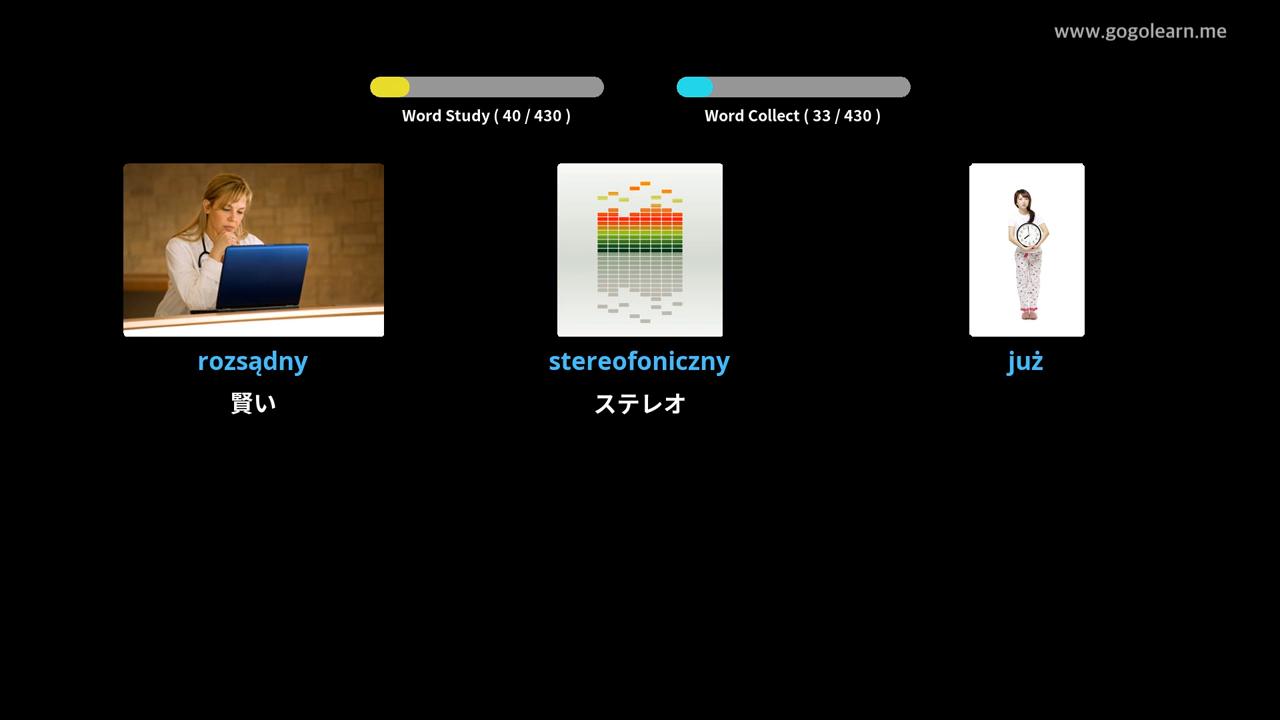 www.gogolearn.me
Word Study ( 40 / 430 )
Word Collect ( 33 / 430 )
rozsądny
stereofoniczny
już
賢い
ステレオ